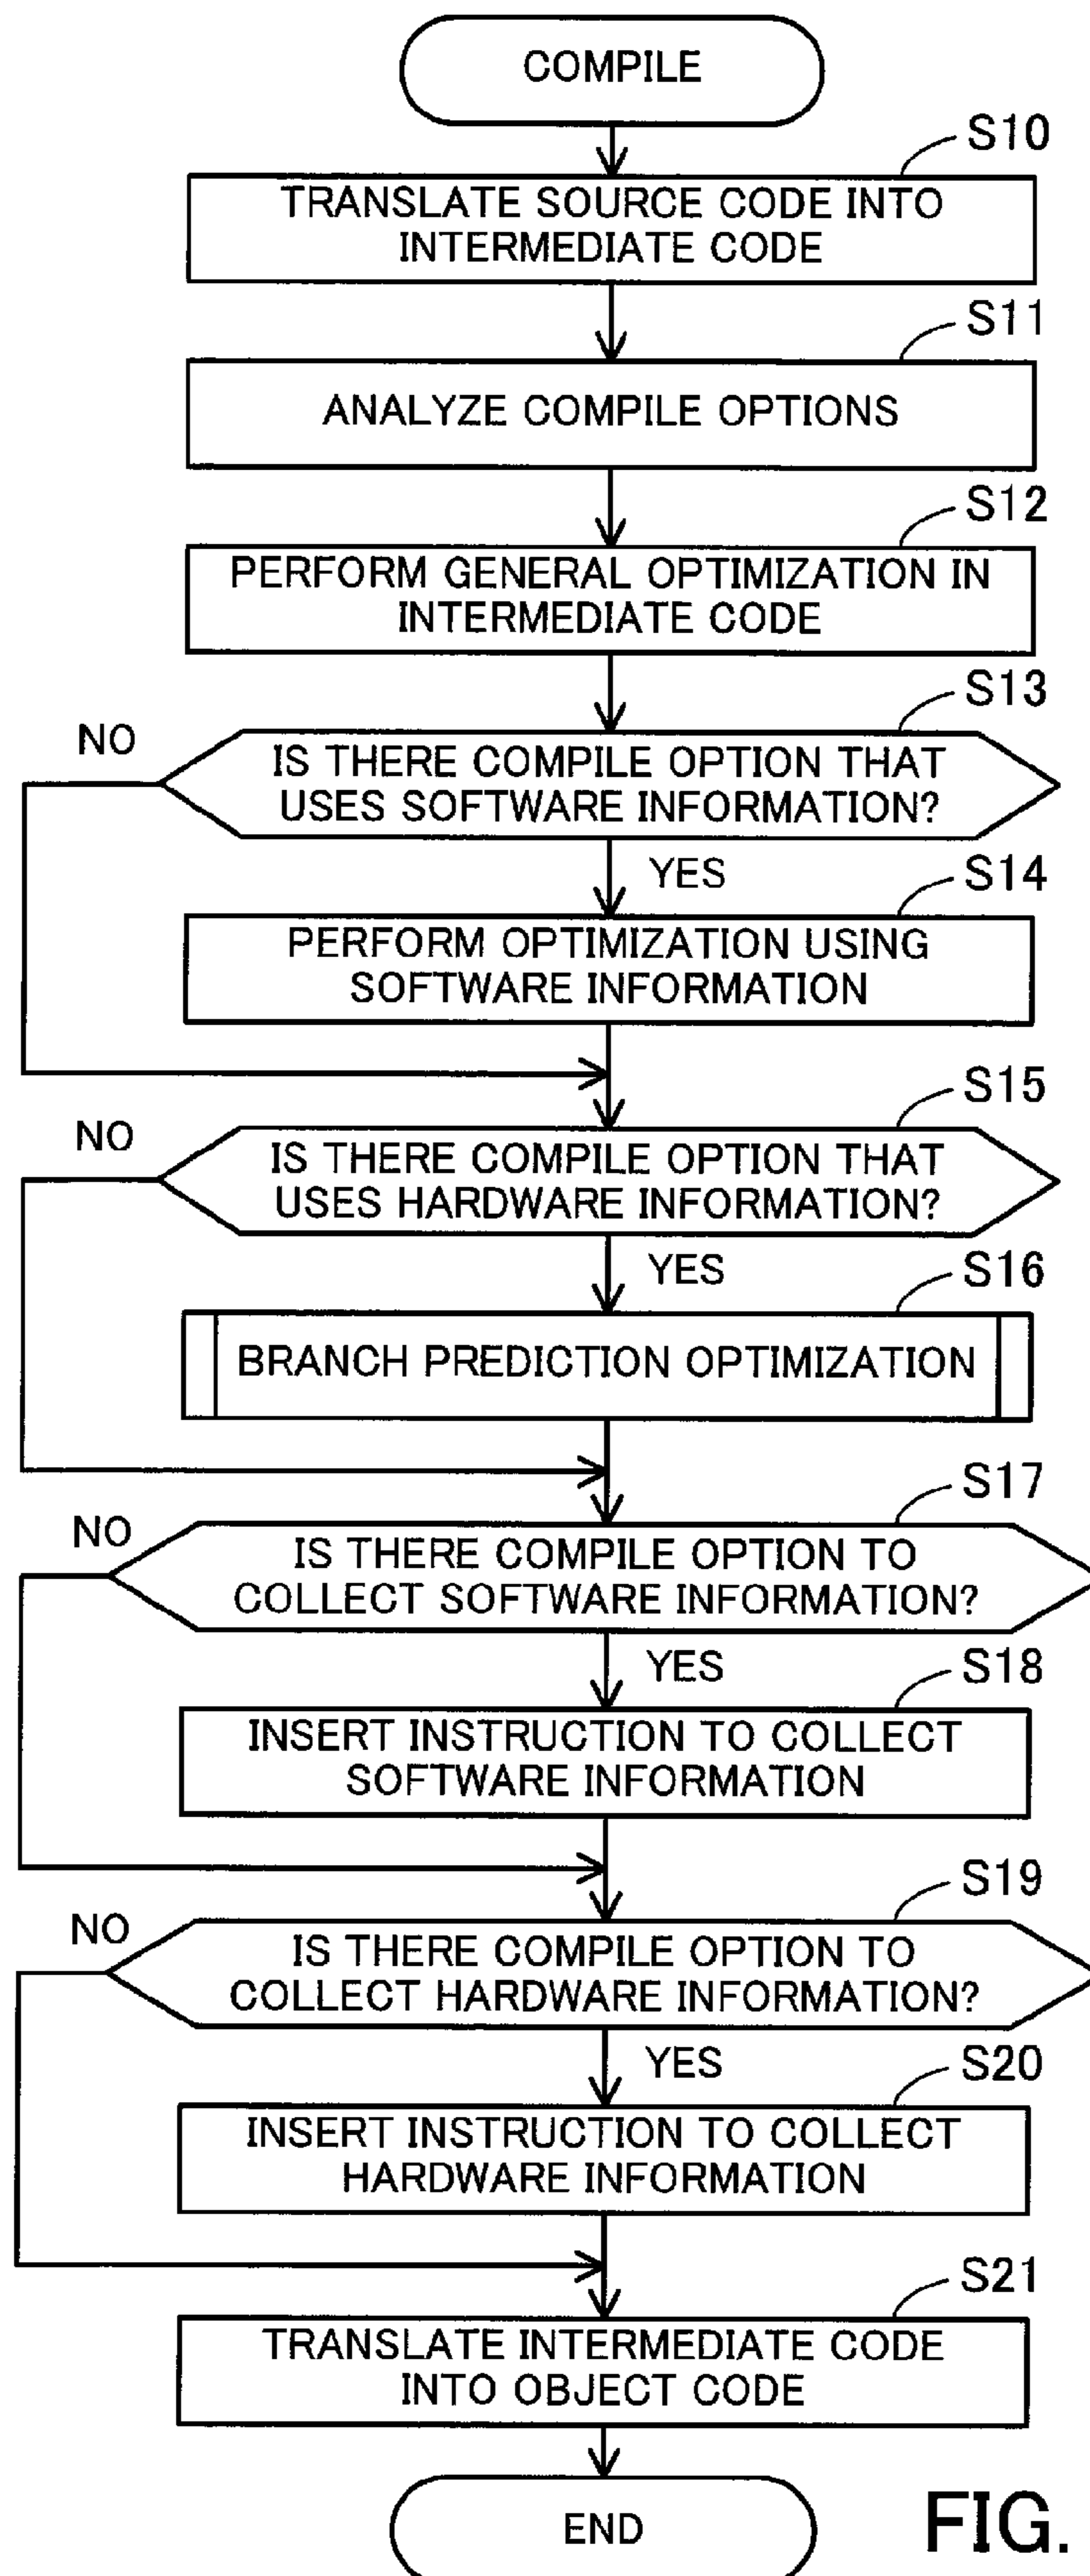 COMPILE
S10
TRANSLATE SOURCE CODE INTO
INTERMEDIATE CODE
S11
ANALYZE COMPILE OPTIONS
S12
PERFORM GENERAL OPTIMIZATION IN
INTERMEDIATE CODE
S13
NO
IS THERE COMPILE OPTION THAT
USES SOFTWARE INFORMATION?
YES
S14
PERFORM OPTIMIZATION USING
SOFTWARE INFORMATION
S15
NO
IS THERE COMPILE OPTION THAT
USES HARDWARE INFORMATION?
YES
S16
BRANCH PREDICTION OPTIMIZATION
S17
NO
IS THERE COMPILE OPTION TO
COLLECT SOFTWARE INFORMATION?
YES
S18
INSERT INSTRUCTION TO COLLECT
SOFTWARE INFORMATION
S19
NO
IS THERE COMPILE OPTION TO
COLLECT HARDWARE INFORMATION?
YES
S20
INSERT INSTRUCTION TO COLLECT
HARDWARE INFORMATION
S21
TRANSLATE INTERMEDIATE CODE
INTO OBJECT CODE
END
FIG.